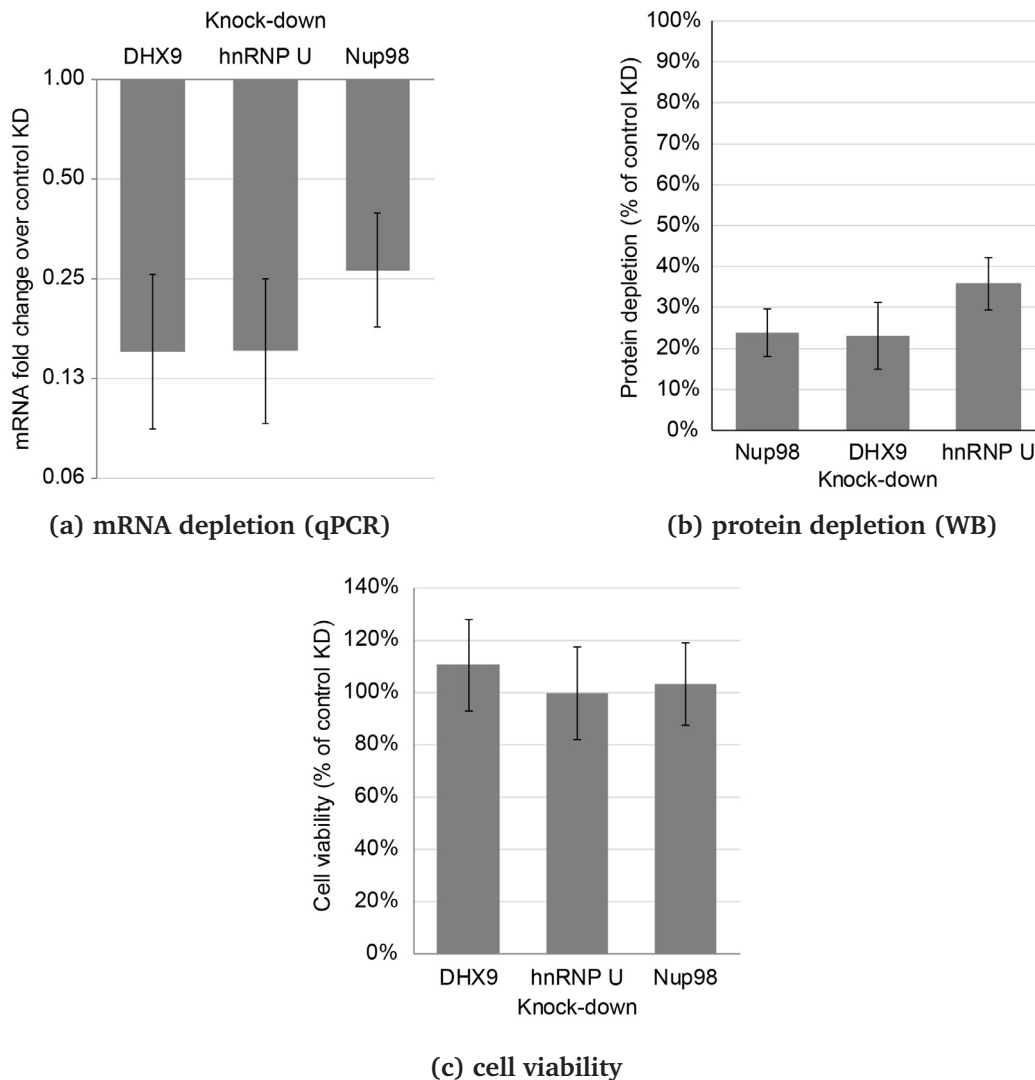 Knock-down
DHX9 hnRNP U Nup98
mRNA fold change over control KD
1.00
0.50
0.25
0.13
0.06
(a) mRNA depletion (qPCR)
Protein depletion (% of control KD)
100%
90%
80%
70%
60%
50%
40%
30%
20%
10%
0%
Nup98 DHX9 hnRNP U
Knock-down
(b) protein depletion (WB)
Cell viability (% of control KD)
140%
120%
100%
80%
60%
40%
20%
0%
DHX9 hnRNP U Nup98
Knock-down
(c) cell viability